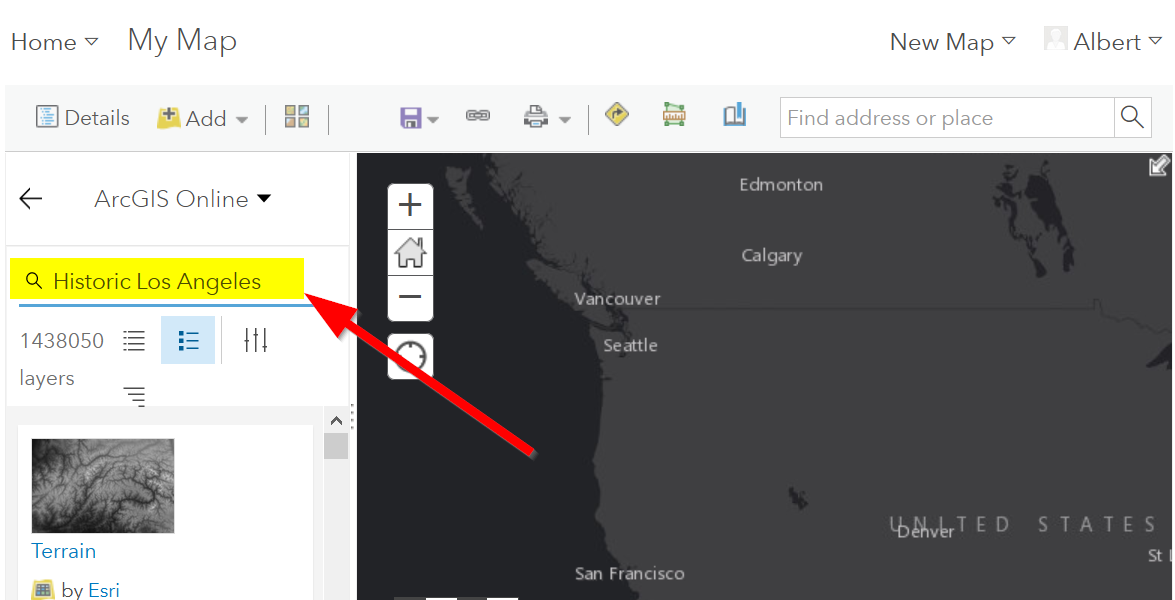 Home My Map New Map Albert
Details Add Find address or place
ArcGIS Online
Historic Los Angeles
1438050
layers
Terrain
by Esri
Edmonton
Calgary
Vancouver
Seattle
UNITED STATES
Denver
St L
San Francisco